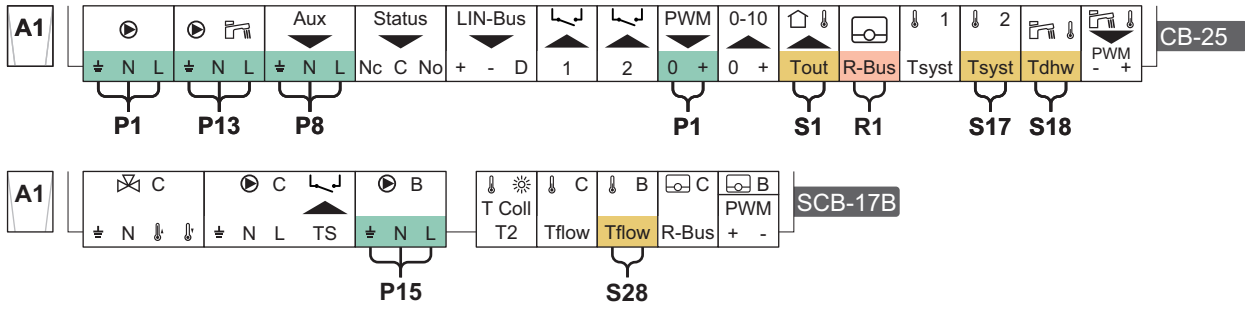 A1 Aux Status LIN-Bus PWM 0-10 1 2 CB-25
N L N L N L Nc C No + - D 1 2 0 + 0 + Tout R-Bus Tsyst Tsyst Tdhw PWM - +
P1 P13 P8 P1 S1 R1 S17 S18
A1 C C B C B C B SCB-17B
T Coll PWM
N N L TS N L T2 Tflow Tflow R-Bus + -
P15 S28